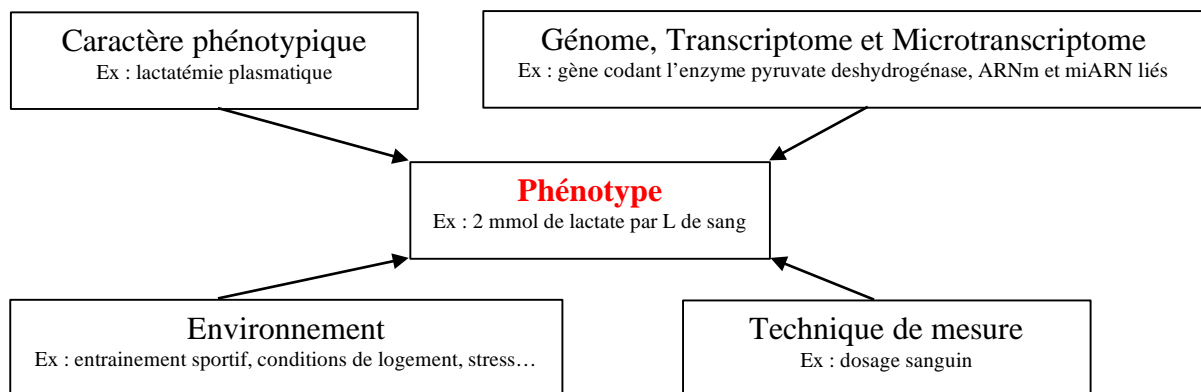 Caractère phénotypique
Ex : lactatémie plasmatique
Génome, Transcriptome et Microtranscriptome
Ex : gène codant l'enzyme pyruvate deshydrogénase, ARNm et miARN liés
Phénotype
Ex : 2 mmol de lactate par L de sang
Environnement
Ex : entrainement sportif, conditions de logement, stress…
Technique de mesure
Ex : dosage sanguin